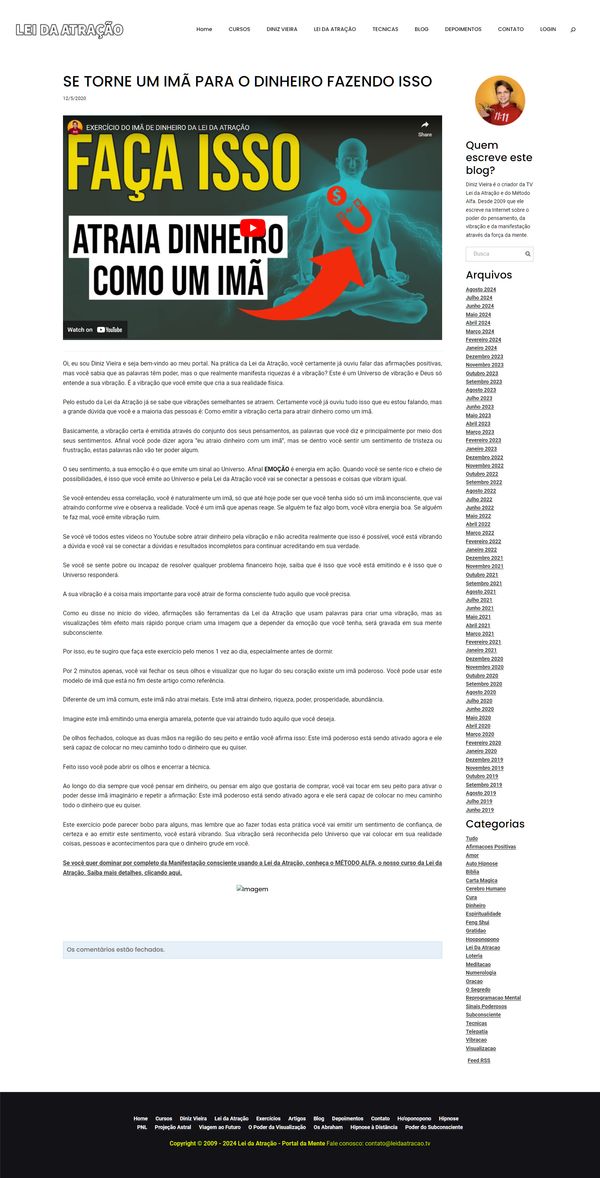 LEI DA ATRAÇÃO
Home CURSOS DINIZ VIEIRA LEI DA ATRAÇÃO TECNICAS BLOG DEPOIMENTOS CONTATO LOGIN
SE TORNE UM IMÃ PARA O DINHEIRO FAZENDO ISSO
12/5/2020
EXERCÍCIO DO IMÃ DE DINHEIRO DA LEI DA ATRAÇÃO
Share
FAÇA ISSO
ATRAIA DINHEIRO
COMO UM IMÃ
Watch on YouTube
Oi, eu sou Diniz Vieira e seja bem-vindo ao meu portal. Na prática da Lei da Atração, você certamente já ouviu falar das afirmações positivas,
mas você sabia que as palavras têm poder, mas o que realmente manifesta riquezas é a vibração? Este é um Universo de vibração e Deus só
entende a sua vibração. É a vibração que você emite que cria a sua realidade física.
Pelo estudo da Lei da Atração já se sabe que vibrações semelhantes se atraem. Certamente você já ouviu tudo isso que eu estou falando, mas
a grande dúvida que você e a maioria das pessoas é: Como emitir a vibração certa para atrair dinheiro como um imã.
Basicamente, a vibração certa é emitida através do conjunto dos seus pensamentos, as palavras que você diz e principalmente por meio dos
seus sentimentos. Afinal você pode dizer agora "eu atraio dinheiro com um imã", mas se dentro você sentir um sentimento de tristeza ou
frustração, estas palavras não vão ter poder algum.
O seu sentimento, a sua emoção é o que emite um sinal ao Universo. Afinal EMOÇÃO é energia em ação. Quando você se sente rico e cheio de
possibilidades, é isso que você emite ao Universo e pela Lei da Atração você vai se conectar a pessoas e coisas que vibram igual.
Se você entendeu essa correlação, você é naturalmente um imã, só que até hoje pode ser que você tenha sido só um imã inconsciente, que vai
atraindo conforme vive e observa a realidade. Você é um imã que apenas reage. Se alguém te faz algo bom, você vibra energia boa. Se alguém
te faz mal, você emite vibração ruim.
Se você vê todos estes vídeos no Youtube sobre atrair dinheiro pela vibração e não acredita realmente que isso é possível, você está vibrando
a dúvida e você vai se conectar a dúvidas e resultados incompletos para continuar acreditando em sua verdade.
Se você se sente pobre ou incapaz de resolver qualquer problema financeiro hoje, saiba que é isso que você está emitindo e é isso que o
Universo responderá.
A sua vibração é a coisa mais importante para você atrair de forma consciente tudo aquilo que você precisa.
Como eu disse no início do vídeo, afirmações são ferramentas da Lei da Atração que usam palavras para criar uma vibração, mas as
visualizações têm efeito mais rápido porque criam uma imagem que a depender da emoção que você tenha, será gravada em sua mente
subconsciente.
Por isso, eu te sugiro que faça este exercício pelo menos 1 vez ao dia, especialmente antes de dormir.
Por 2 minutos apenas, você vai fechar os seus olhos e visualizar que no lugar do seu coração existe um imã poderoso. Você pode usar este
modelo de imã que está no fim deste artigo como referência.
Diferente de um imã comum, este imã não atrai metais. Este imã atrai dinheiro, riqueza, poder, prosperidade, abundância.
Imagine este imã emitindo uma energia amarela, potente que vai atraindo tudo aquilo que você deseja.
De olhos fechados, coloque as duas mãos na região do seu peito e então você afirma isso: Este imã poderoso está sendo ativado agora e ele
será capaz de colocar no meu caminho todo o dinheiro que eu quiser.
Feito isso você pode abrir os olhos e encerrar a técnica.
Ao longo do dia sempre que você pensar em dinheiro, ou pensar em algo que gostaria de comprar, você vai tocar em seu peito para ativar o
poder desse imã imaginário e repetir a afirmação: Este imã poderoso está sendo ativado agora e ele será capaz de colocar no meu caminho
todo o dinheiro que eu quiser.
Este exercício pode parecer bobo para alguns, mas lembre que ao fazer todas esta prática você vai emitir um sentimento de confiança, de
certeza e ao emitir este sentimento, você estará vibrando. Sua vibração será reconhecida pelo Universo que vai colocar em sua realidade
coisas, pessoas e acontecimentos para que o dinheiro grude em você.
Se você quer dominar por completo da Manifestação consciente usando a Lei da Atração, conheça o MÉTODO ALFA, o nosso curso da Lei da
Atração. Saiba mais detalhes, clicando aqui.
Imagem
Os comentários estão fechados.
11:11
Quem
escreve este
blog?
Diniz Vieira é o criador da TV
Lei da Atração e do Método
Alfa. Desde 2009 que ele
escreve na Internet sobre o
poder do pensamento, da
vibração e da manifestação
através da força da mente.
Busca
Arquivos
Agosto 2024
Julho 2024
Junho 2024
Maio 2024
Abril 2024
Março 2024
Fevereiro 2024
Janeiro 2024
Dezembro 2023
Novembro 2023
Outubro 2023
Setembro 2023
Agosto 2023
Julho 2023
Junho 2023
Maio 2023
Abril 2023
Março 2023
Fevereiro 2023
Janeiro 2023
Dezembro 2022
Novembro 2022
Outubro 2022
Setembro 2022
Agosto 2022
Julho 2022
Junho 2022
Maio 2022
Abril 2022
Março 2022
Fevereiro 2022
Janeiro 2022
Dezembro 2021
Novembro 2021
Outubro 2021
Setembro 2021
Agosto 2021
Julho 2021
Junho 2021
Maio 2021
Abril 2021
Março 2021
Fevereiro 2021
Janeiro 2021
Dezembro 2020
Novembro 2020
Outubro 2020
Setembro 2020
Agosto 2020
Julho 2020
Junho 2020
Maio 2020
Abril 2020
Março 2020
Fevereiro 2020
Janeiro 2020
Dezembro 2019
Novembro 2019
Outubro 2019
Setembro 2019
Agosto 2019
Julho 2019
Junho 2019
Categorias
Tudo
Afirmacoes Positivas
Amor
Auto Hipnose
Bíblia
Carta Magica
Cerebro Humano
Cura
Dinheiro
Espiritualidade
Feng Shui
Gratidao
Hooponopono
Lei Da Atracao
Loteria
Meditacao
Numerologia
Oracao
O Segredo
Reprogramacao Mental
Sinais Poderosos
Subconsciente
Tecnicas
Telepatia
Vibracao
Visualizacao
Feed RSS
Home Cursos Diniz Vieira Lei da Atração Exercícios Artigos Blog Depoimentos Contato Ho'oponopono Hipnose
PNL Projeção Astral Viagem ao Futuro O Poder da Visualização Os Abraham Hipnose à Distância Poder do Subconsciente
Copyright © 2009 - 2024 Lei da Atração - Portal da Mente Fale conosco: contato@leidaatracao.tv